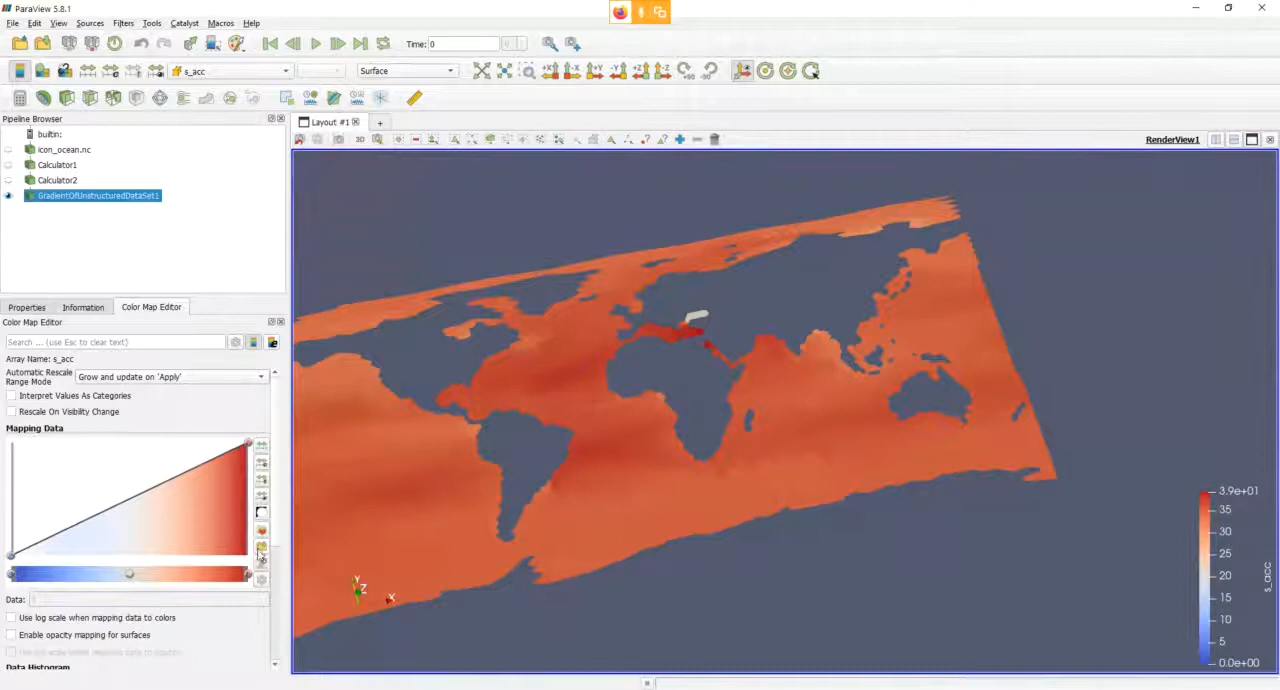 ParaView 5.8.1
File Edit View Sources Filters Tools Catalyst Macros Help
Time: 0
s_acc Surface
Pipeline Browser
Layout #1
builtin:
RenderView1
icon_ocean.nc
Calculator1
Calculator2
GradientOfUnstructuredDataSet1
Properties Information Color Map Editor
Color Map Editor
Search ... (use Esc to clear text)
Array Name: s_acc
Automatic Rescale
Range Mode
Grow and update on 'Apply'
Interpret Values As Categories
Rescale On Visibility Change
Mapping Data
Data:
Use log scale when mapping data to colors
Enable opacity mapping for surfaces
Data Histogram
3D
Y
Z
X
3.9e+01
35
30
25
20
15
10
5
0.0e+00
s_acc